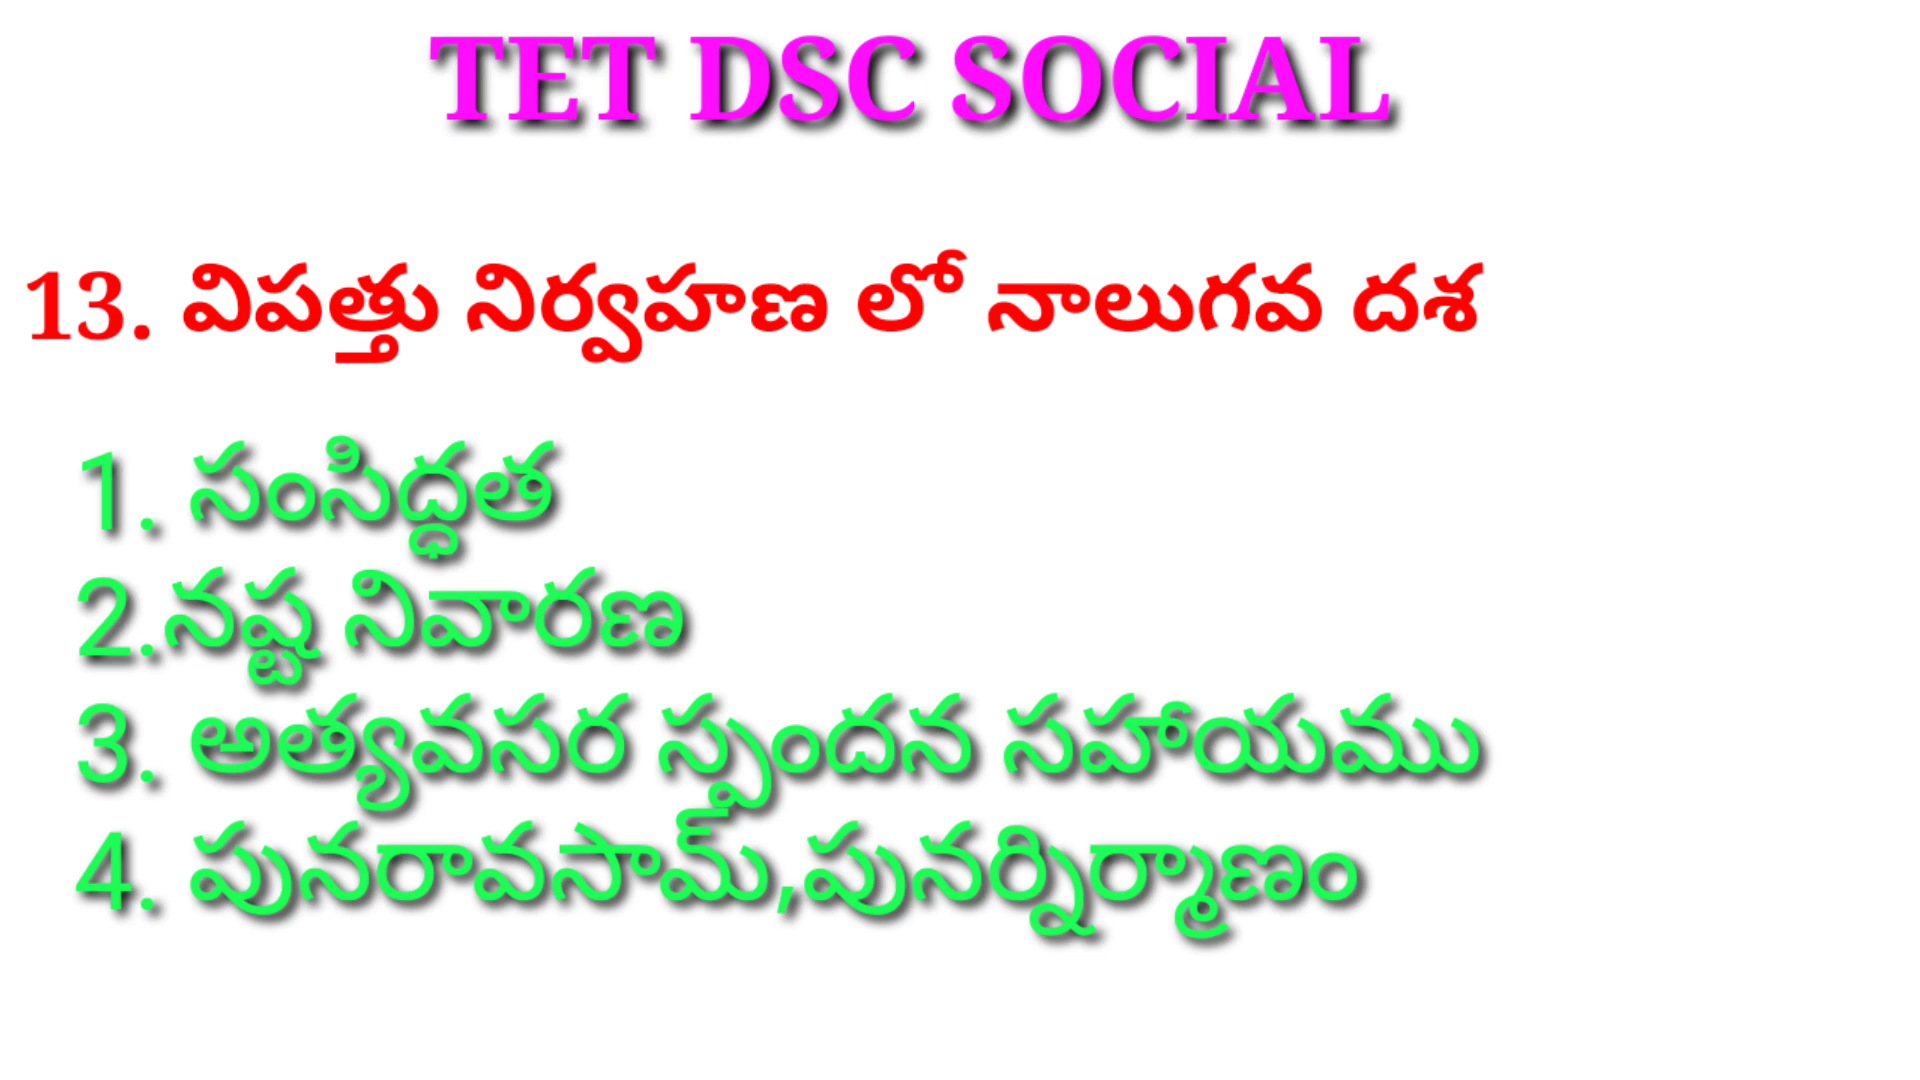 TET DSC SOCIAL
13. విపత్తు నిర్వహణ లో నాలుగవ దశ
1. సంసిద్ధత
2.నష్ట నివారణ
3. అత్యవసర స్పందన సహాయము
4. పునరావసామ్,పునర్నిర్మాణం